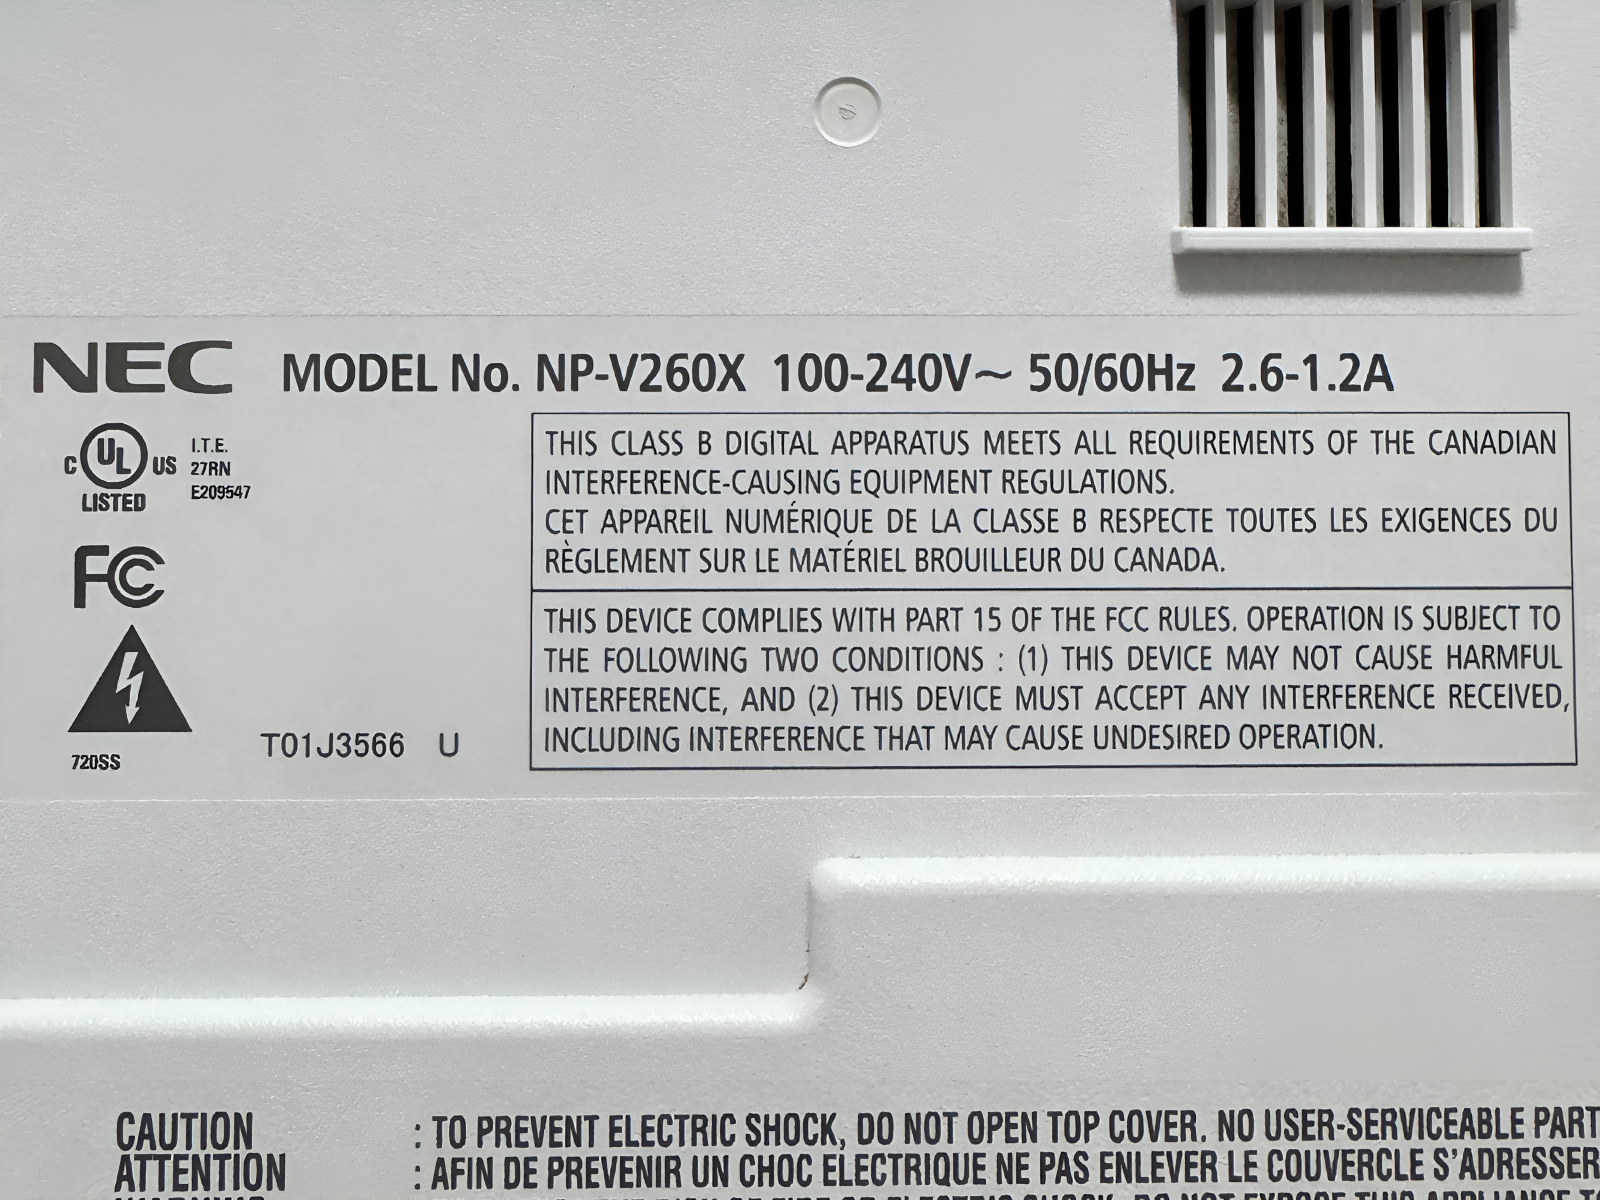 NEC MODEL No. NP-V260X 100-240V~ 50/60Hz 2.6-1.2A
C UL US
LISTED
I.T.E.
27RN
E209547
FC
720SS
T01J3566 U
THIS CLASS B DIGITAL APPARATUS MEETS ALL REQUIREMENTS OF THE CANADIAN
INTERFERENCE-CAUSING EQUIPMENT REGULATIONS.
CET APPAREIL NUMÉRIQUE DE LA CLASSE B RESPECTE TOUTES LES EXIGENCES DU
RÈGLEMENT SUR LE MATÉRIEL BROUILLEUR DU CANADA.
THIS DEVICE COMPLIES WITH PART 15 OF THE FCC RULES. OPERATION IS SUBJECT TO
THE FOLLOWING TWO CONDITIONS : (1) THIS DEVICE MAY NOT CAUSE HARMFUL
INTERFERENCE, AND (2) THIS DEVICE MUST ACCEPT ANY INTERFERENCE RECEIVED,
INCLUDING INTERFERENCE THAT MAY CAUSE UNDESIRED OPERATION.
CAUTION : TO PREVENT ELECTRIC SHOCK, DO NOT OPEN TOP COVER. NO USER-SERVICEABLE PART
ATTENTION : AFIN DE PREVENIR UN CHOC ELECTRIQUE NE PAS ENLEVER LE COUVERCLE S'ADRESSER